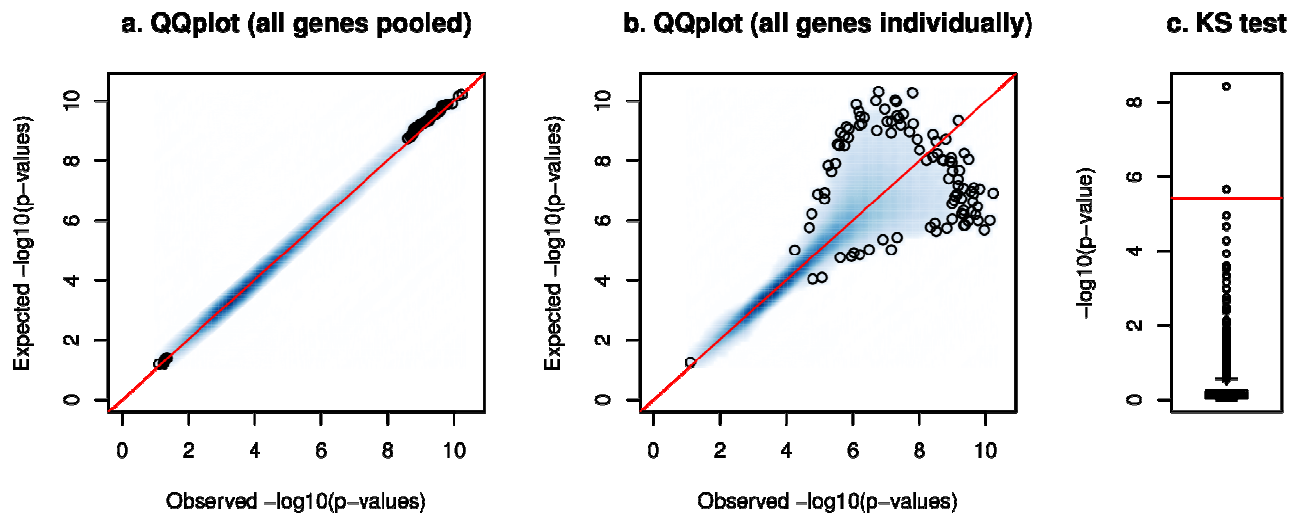 a. QQplot (all genes pooled)
Expected −log10(p−values)
10
8
6
4
2
0
0 2 4 6 8 10
Observed −log10(p−values)
b. QQplot (all genes individually)
Expected −log10(p−values)
10
8
6
4
2
0
0 2 4 6 8 10
Observed −log10(p−values)
c. KS test
−log10(p−value)
8
6
4
2
0